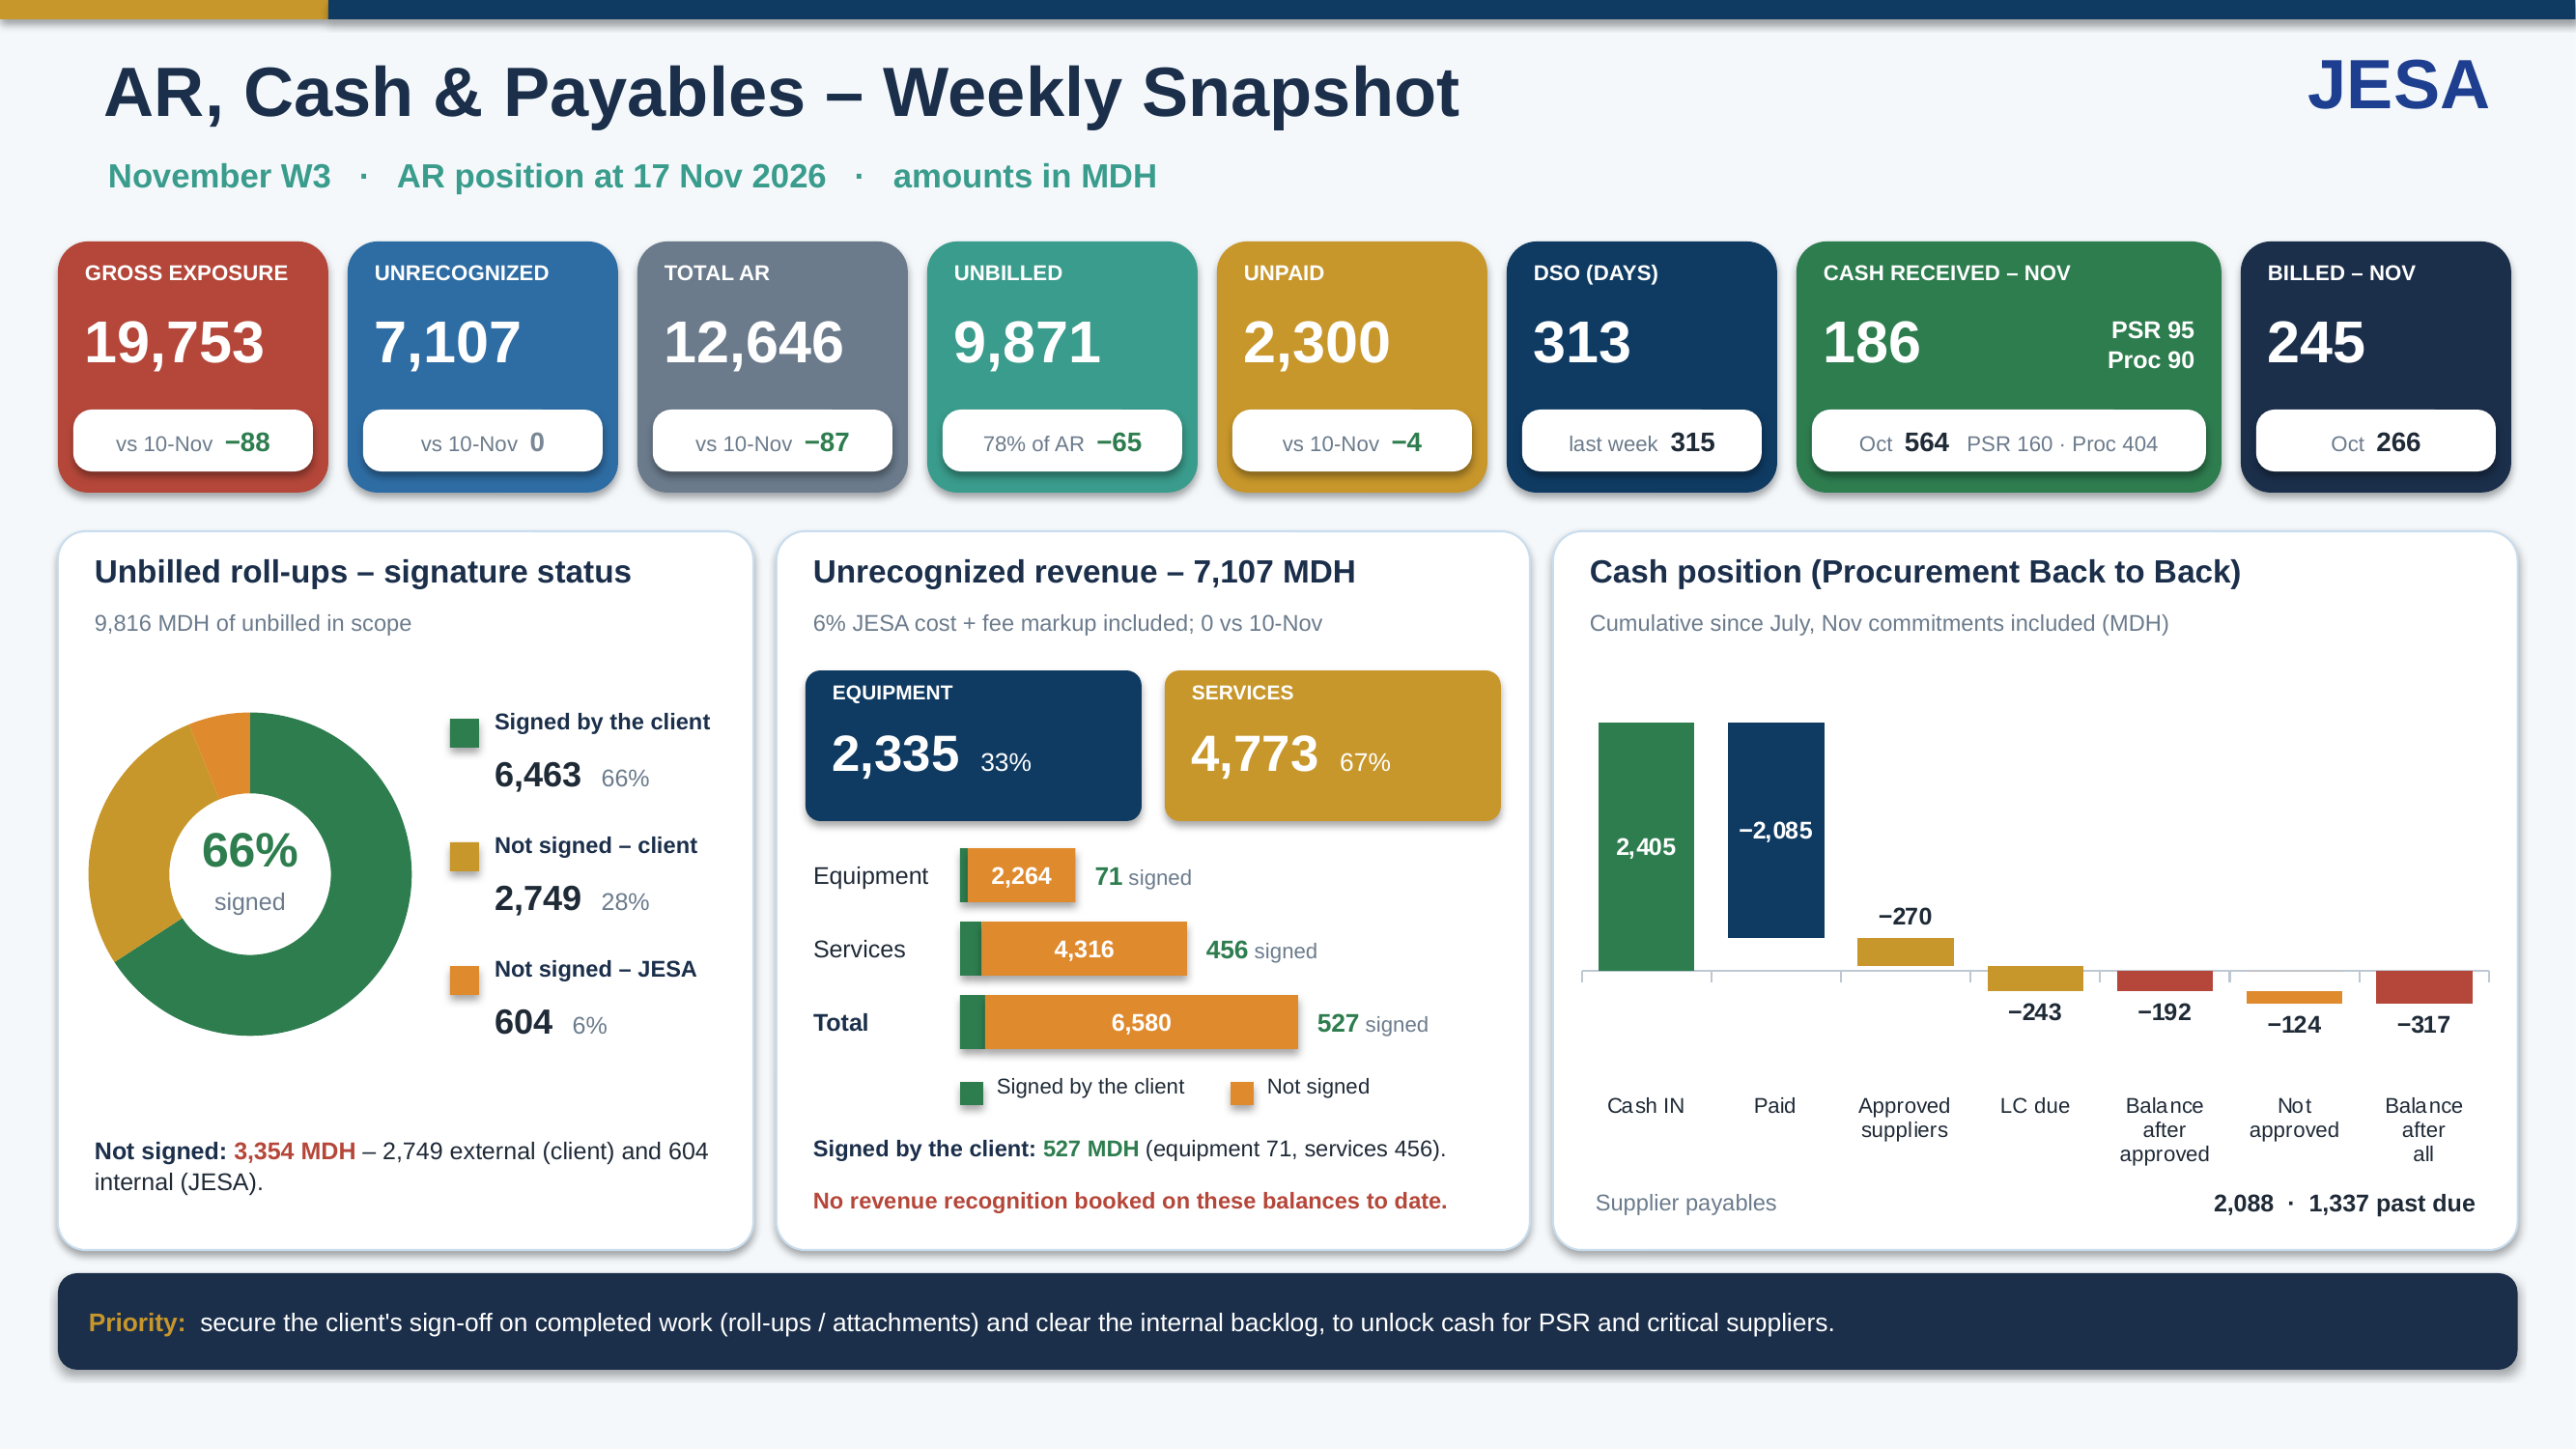 AR, Cash & Payables – Weekly Snapshot
JESA
November W3 · AR position at 17 Nov 2026 · amounts in MDH
GROSS EXPOSURE
19,753
vs 10-Nov −88
UNRECOGNIZED
7,107
vs 10-Nov 0
TOTAL AR
12,646
vs 10-Nov −87
UNBILLED
9,871
78% of AR −65
UNPAID
2,300
vs 10-Nov −4
DSO (DAYS)
313
last week 315
CASH RECEIVED – NOV
186
PSR 95
Proc 90
Oct 564 PSR 160 · Proc 404
BILLED – NOV
245
Oct 266
Unbilled roll-ups – signature status
9,816 MDH of unbilled in scope
66%
signed
Signed by the client
6,463 66%
Not signed – client
2,749 28%
Not signed – JESA
604 6%
Not signed: 3,354 MDH – 2,749 external (client) and 604
internal (JESA).
Unrecognized revenue – 7,107 MDH
6% JESA cost + fee markup included; 0 vs 10-Nov
EQUIPMENT
2,335 33%
SERVICES
4,773 67%
Equipment 2,264 71 signed
Services 4,316 456 signed
Total 6,580 527 signed
Signed by the client Not signed
Signed by the client: 527 MDH (equipment 71, services 456).
No revenue recognition booked on these balances to date.
Cash position (Procurement Back to Back)
Cumulative since July, Nov commitments included (MDH)
2,405
−2,085
−270
−243
−192
−124
−317
Cash IN
Paid
Approved
suppliers
LC due
Balance
after
approved
Not
approved
Balance
after
all
Supplier payables
2,088 · 1,337 past due
Priority: secure the client's sign-off on completed work (roll-ups / attachments) and clear the internal backlog, to unlock cash for PSR and critical suppliers.